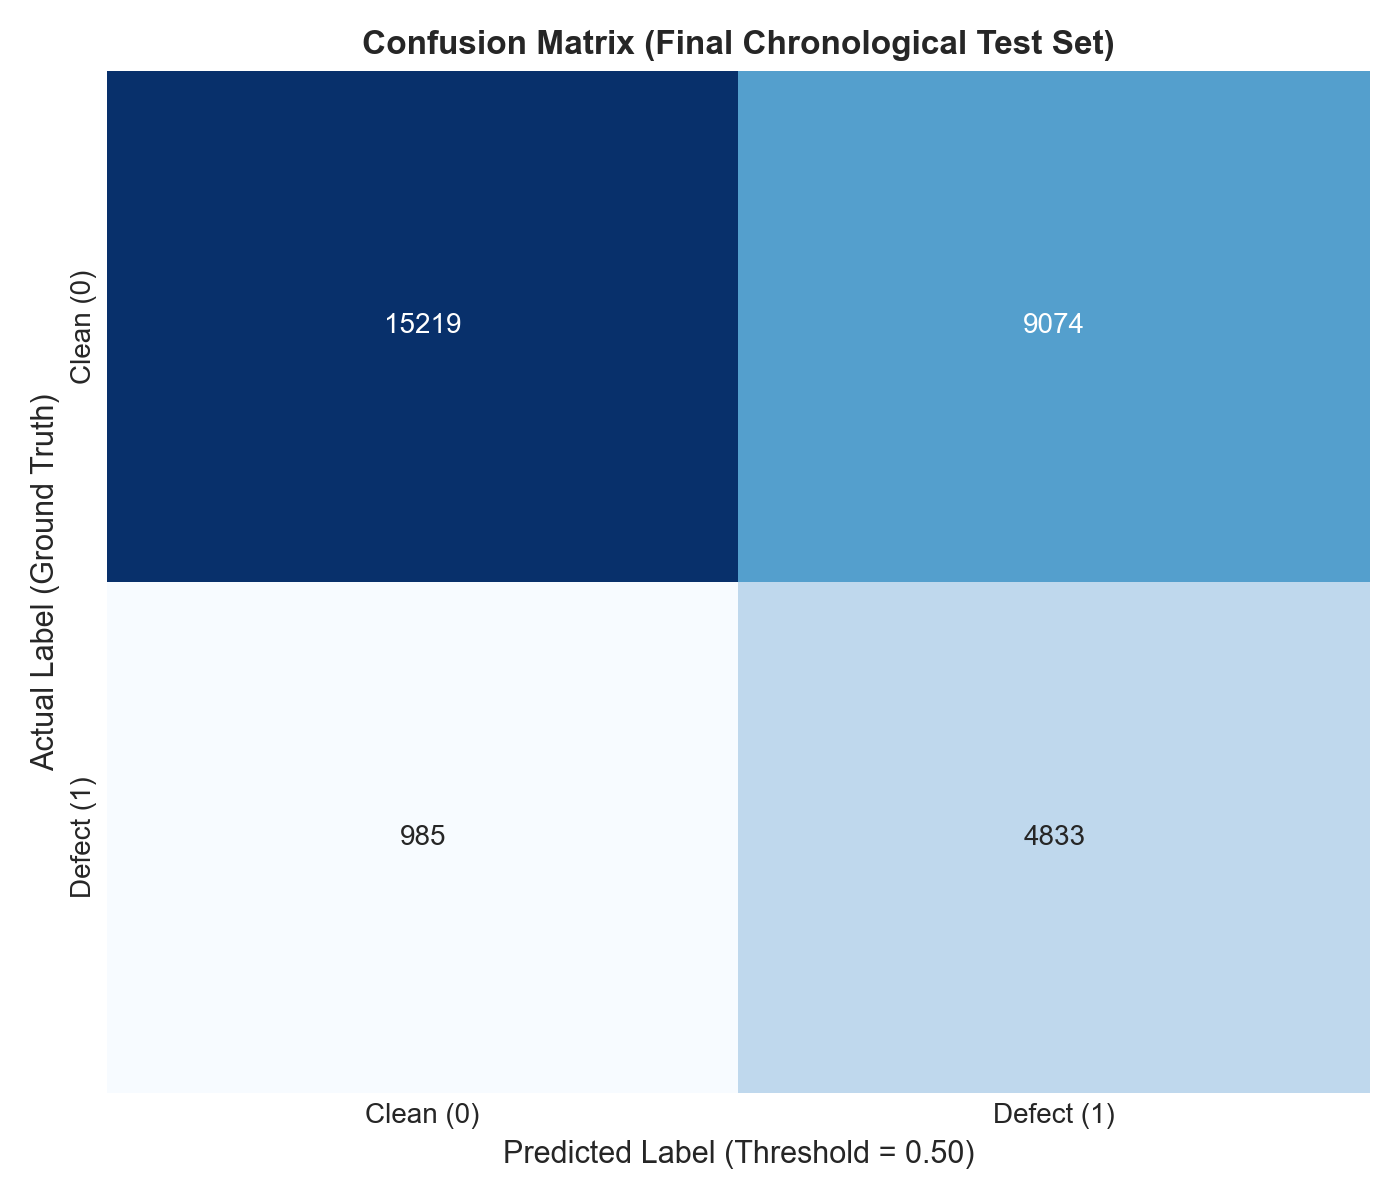 Confusion Matrix (Final Chronological Test Set)
Actual Label (Ground Truth)
Clean (0)
15219
9074
Defect (1)
985
4833
Clean (0)
Defect (1)
Predicted Label (Threshold = 0.50)